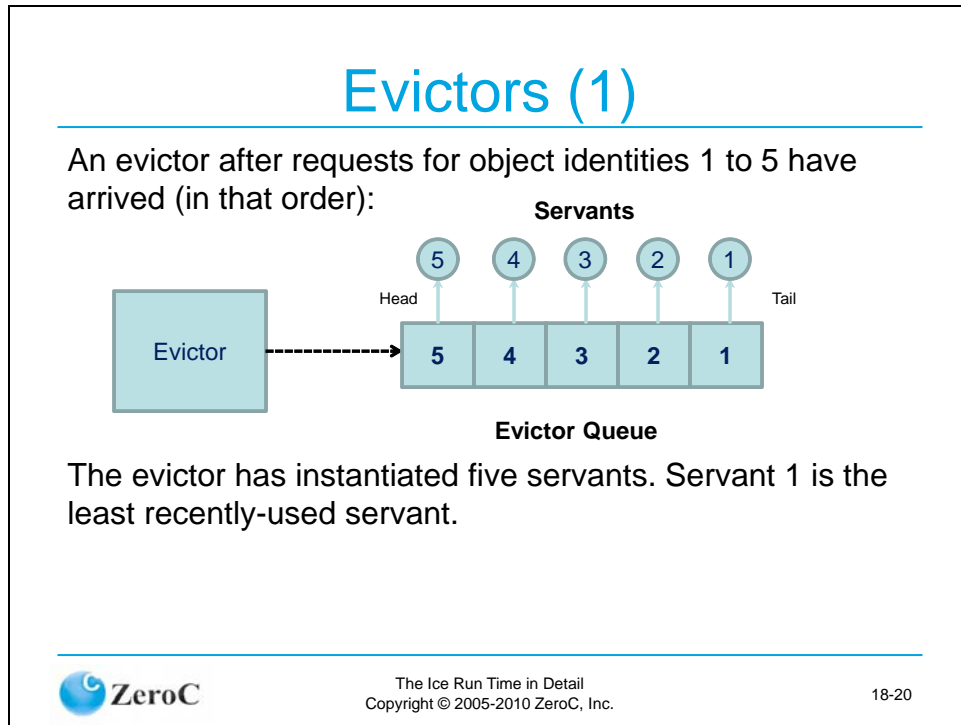 Evictors (1)
An evictor after requests for object identities 1 to 5 have
arrived (in that order):
Servants
5 4 3 2 1
Head
Tail
Evictor
5 4 3 2 1
Evictor Queue
The evictor has instantiated five servants. Servant 1 is the
least recently-used servant.
ZeroC
The Ice Run Time in Detail
Copyright © 2005-2010 ZeroC, Inc.
18-20